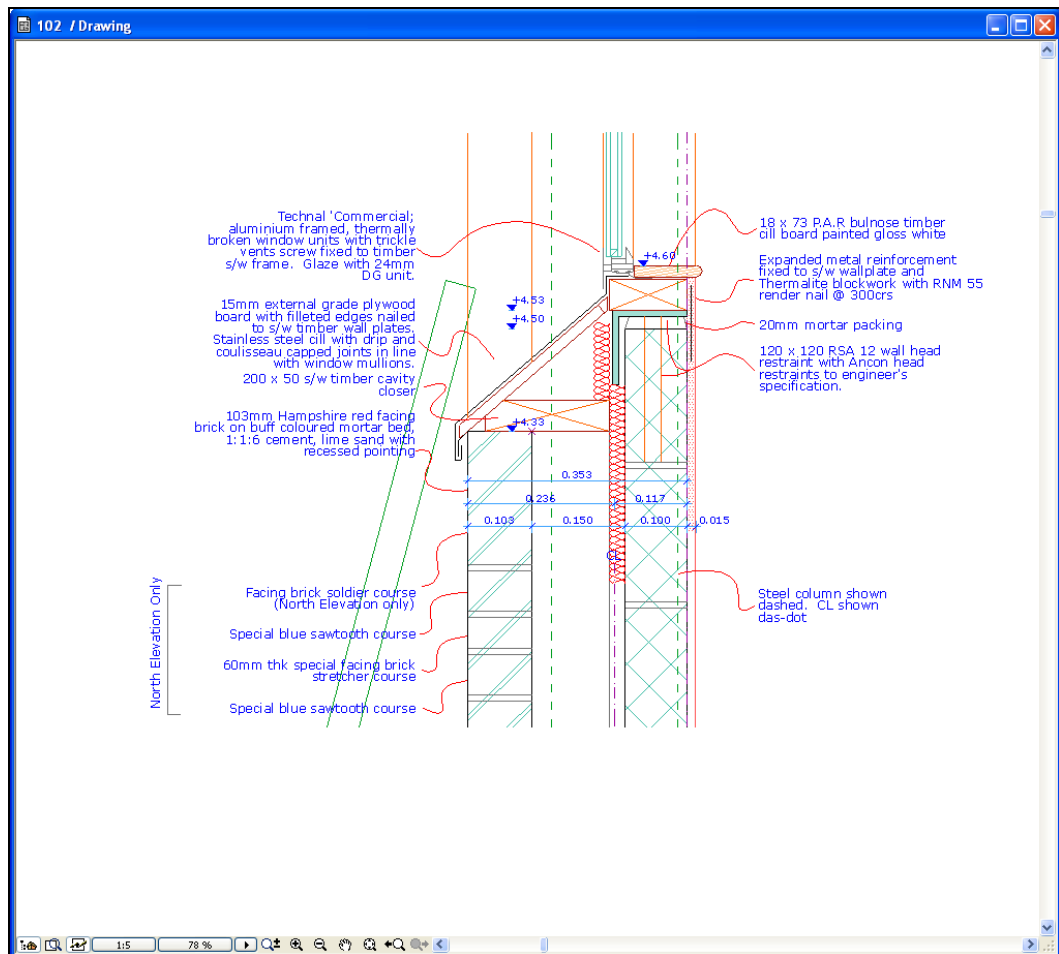 102 / Drawing
Technal 'Commercial;
aluminium framed, thermally
broken window units with trickle
vents screw fixed to timber
s/w frame. Glaze with 24mm
DG unit.
15mm external grade plywood
board with filleted edges nailed
to s/w timber wall plates.
Stainless steel cill with drip and
coulisseau capped joints in line
with window mullions.
200 x 50 s/w timber cavity
closer
103mm Hampshire red facing
brick on buff coloured mortar bed,
1:1:6 cement, lime sand with
recessed pointing
Facing brick soldier course
(North Elevation only)
Special blue sawtooth course
60mm thk special facing brick
stretcher course
Special blue sawtooth course
North Elevation Only
+4.60
+4.53
+4.50
+4.33
0.353
0.236
0.117
0.103
0.150
0.100
0.015
CL
18 x 73 P.A.R bulnose timber
cill board painted gloss white
Expanded metal reinforcement
fixed to s/w wallplate and
Thermalite blockwork with RNM 55
render nail @ 300crs
20mm mortar packing
120 x 120 RSA 12 wall head
restraint with Ancon head
restraints to engineer's
specification.
Steel column shown
dashed. CL shown
das-dot
1:5
78 %